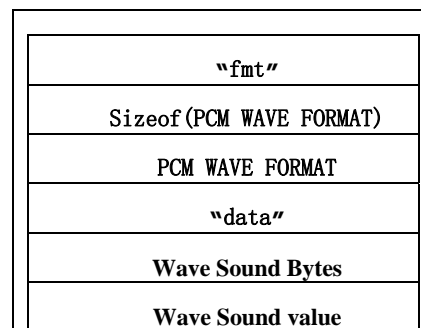 "fmt"
Sizeof(PCM WAVE FORMAT)
PCM WAVE FORMAT
"data"
Wave Sound Bytes
Wave Sound value